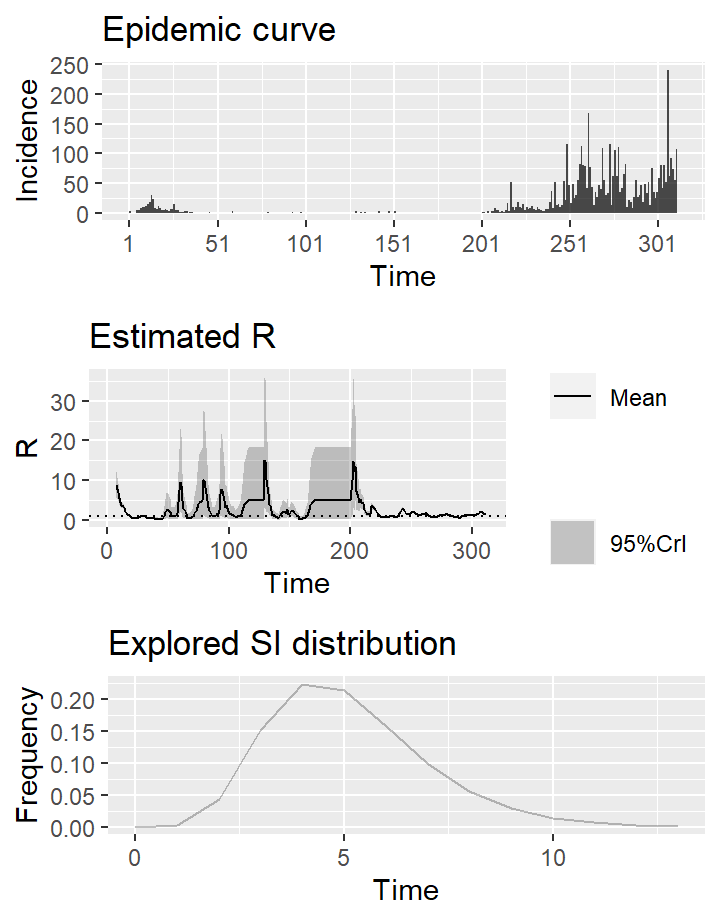 Epidemic curve
250
200
150
100
50
0
Incidence
1 51 101 151 201 251 301
Time
Estimated R
30
20
10
0
R
0 100 200 300
Time
Mean
95%CrI
Explored SI distribution
0.20
0.15
0.10
0.05
0.00
Frequency
0 5 10
Time